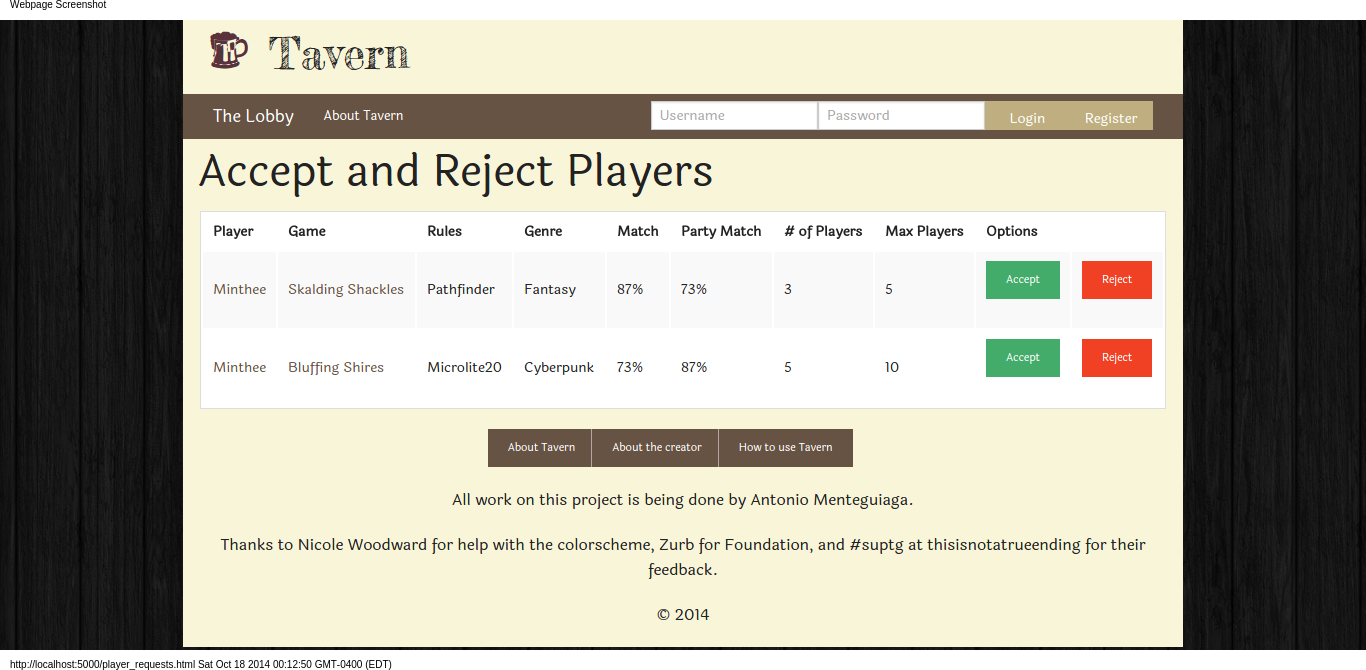 Webpage Screenshot
Tavern
The Lobby About Tavern Username Password Login Register
Accept and Reject Players
Player Game Rules Genre Match Party Match # of Players Max Players Options
Minthee Skalding Shackles Pathfinder Fantasy 87% 73% 3 5 Accept Reject
Minthee Bluffing Shires Microlite20 Cyberpunk 73% 87% 5 10 Accept Reject
About Tavern About the creator How to use Tavern
All work on this project is being done by Antonio Menteguiaga.
Thanks to Nicole Woodward for help with the colorscheme, Zurb for Foundation, and #suptg at thisisnotatrueending for their
feedback.
© 2014
http://localhost:5000/player_requests.html Sat Oct 18 2014 00:12:50 GMT-0400 (EDT)